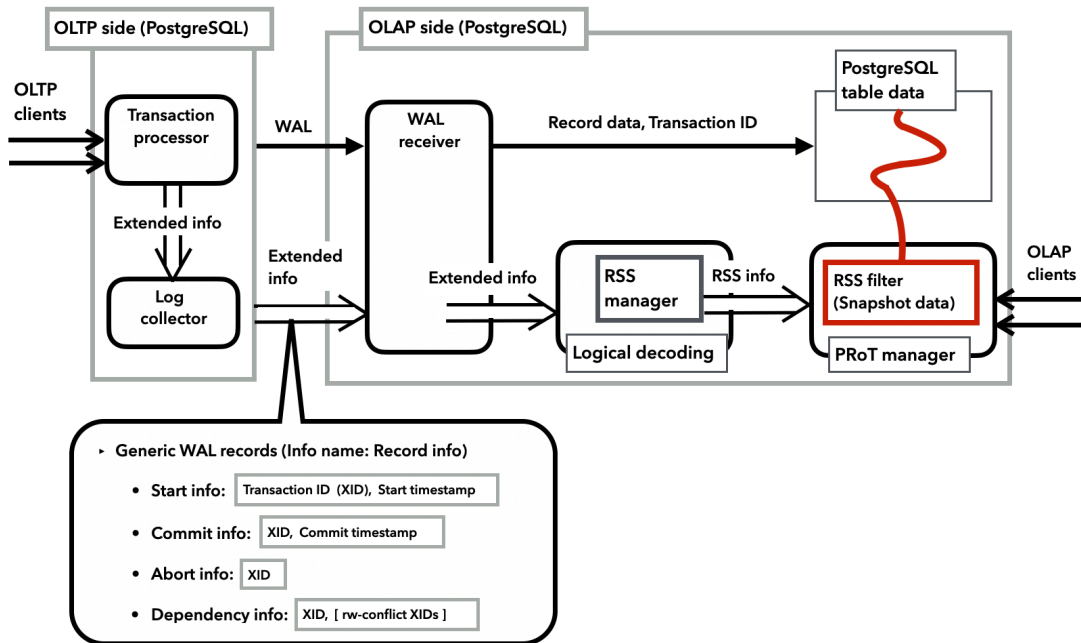 OLTP side (PostgreSQL)
OLAP side (PostgreSQL)
OLTP
clients
Transaction
processor
WAL
WAL
receiver
Record data, Transaction ID
PostgreSQL
table data
Extended info
Log
collector
Extended
info
Extended info
RSS
manager
Logical decoding
RSS info
RSS filter
(Snapshot data)
PRoT manager
OLAP
clients
▸ Generic WAL records (Info name: Record info)
• Start info: Transaction ID (XID), Start timestamp
• Commit info: XID, Commit timestamp
• Abort info: XID
• Dependency info: XID, [ rw-conflict XIDs ]